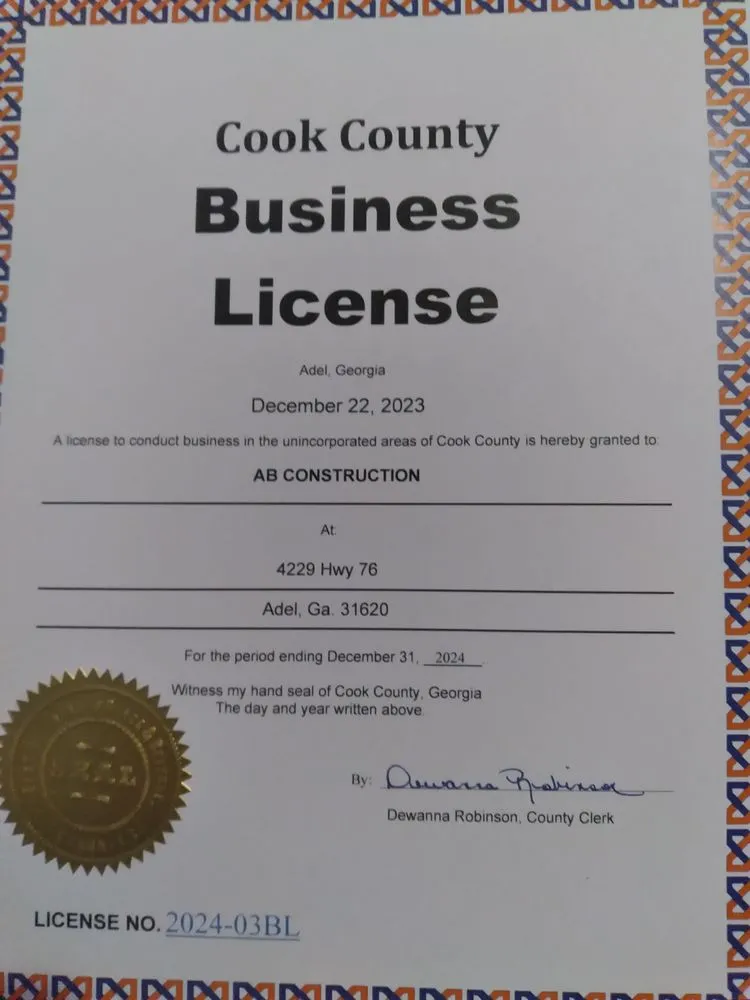 Cook County
Business
License
Adel, Georgia
December 22, 2023
A license to conduct business in the unincorporated areas of Cook County is hereby granted to:
AB CONSTRUCTION
At:
4229 Hwy 76
Adel, Ga. 31620
For the period ending December 31, 2024
Witness my hand seal of Cook County, Georgia
The day and year written above.
By: Dewanna Robinson
Dewanna Robinson, County Clerk
LICENSE NO. 2024-03BL